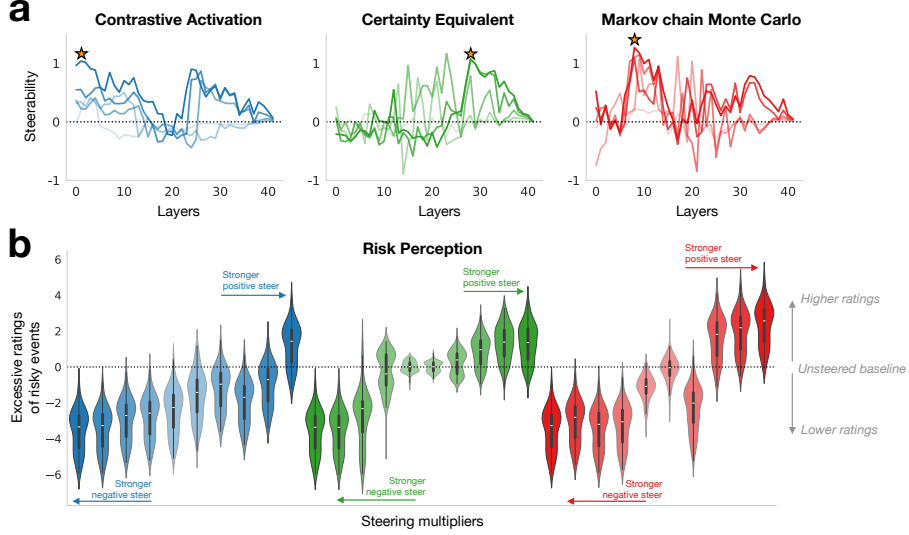 a
Contrastive Activation
Certainty Equivalent
Markov chain Monte Carlo
Steerability
1
0
-1
0 10 20 30 40
Layers
1
0
-1
0 10 20 30 40
Layers
1
0
-1
0 10 20 30 40
Layers
b
Risk Perception
Excessive ratings
of risky events
6
4
2
0
−2
−4
−6
Stronger
positive steer
Stronger
negative steer
Stronger
positive steer
Stronger
negative steer
Stronger
positive steer
Stronger
negative steer
Higher ratings
Unsteered baseline
Lower ratings
Steering multipliers